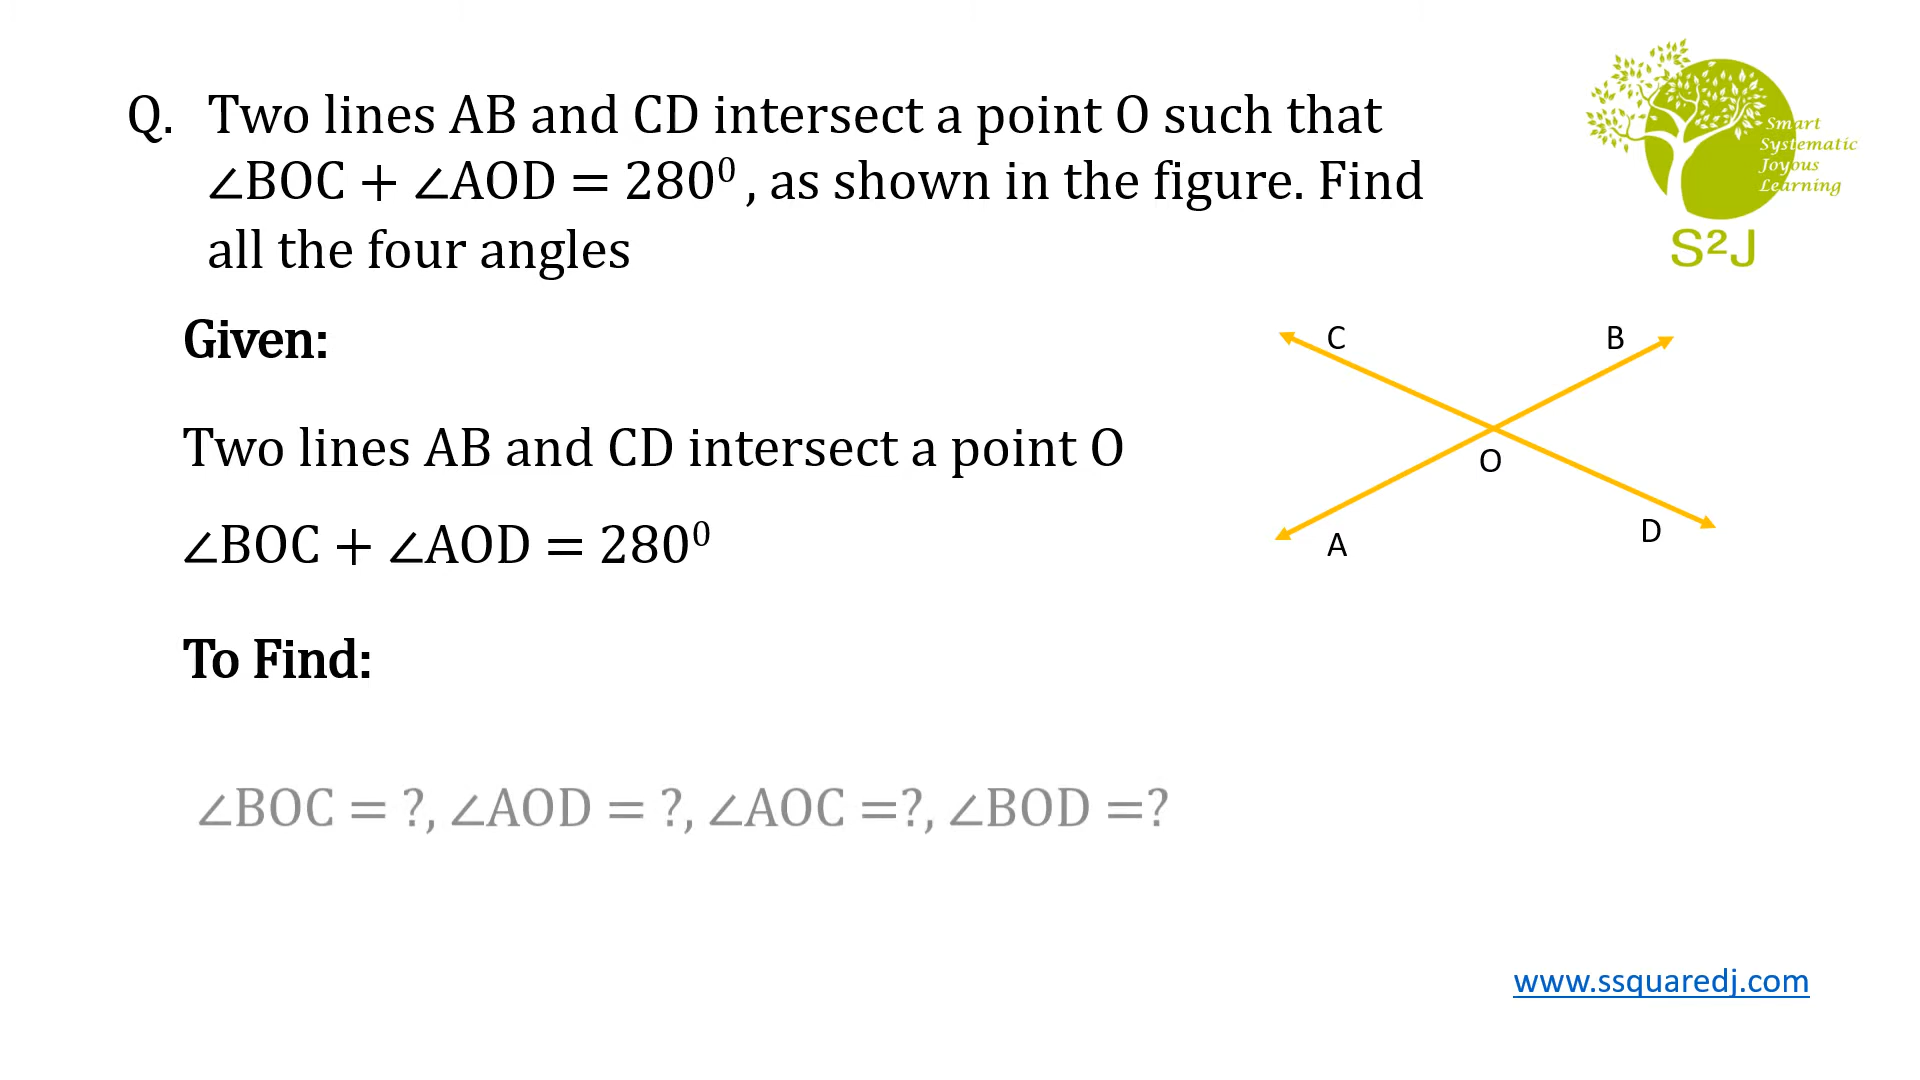 Q. Two lines AB and CD intersect a point O such that
∠BOC + ∠AOD = 280⁰ , as shown in the figure. Find
all the four angles
Smart
Systematic
Joyous
Learning
S²J
Given:
C B
Two lines AB and CD intersect a point O
O
∠BOC + ∠AOD = 280⁰
A D
To Find:
∠BOC = ?, ∠AOD = ?, ∠AOC =?, ∠BOD =?
www.ssquaredj.com